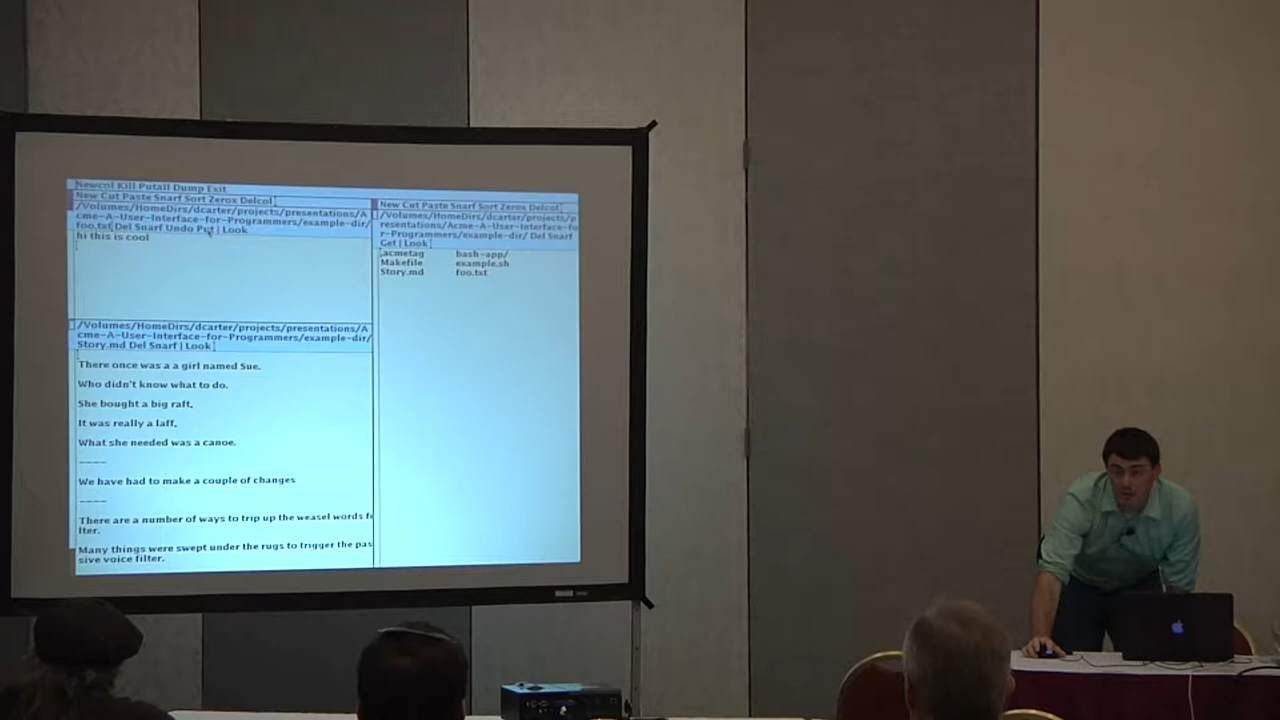 Newcol Kill Putall Dump Exit
New Cut Paste Snarf Sort Zerox Delcol
/Volumes/HomeDirs/dcarter/projects/presentations/A
cme-A-User-Interface-for-Programmers/example-dir/
foo.txt Del Snarf Undo Put | Look
hi this is cool
/Volumes/HomeDirs/dcarter/projects/presentations/A
cme-A-User-Interface-for-Programmers/example-dir/
Story.md Del Snarf | Look
There once was a a girl named Sue.
Who didn't know what to do.
She bought a big raft,
It was really a laff,
What she needed was a canoe.
----
We have had to make a couple of changes
----
There are a number of ways to trip up the weasel words fi
lter.
Many things were swept under the rugs to trigger the pas
sive voice filter.
New Cut Paste Snarf Sort Zerox Delcol
/Volumes/HomeDirs/dcarter/projects/p
resentations/Acme-A-User-Interface-fo
r-Programmers/example-dir/ Del Snarf
Get | Look
.acmetag bash-app/
Makefile example.sh
Story.md foo.txt